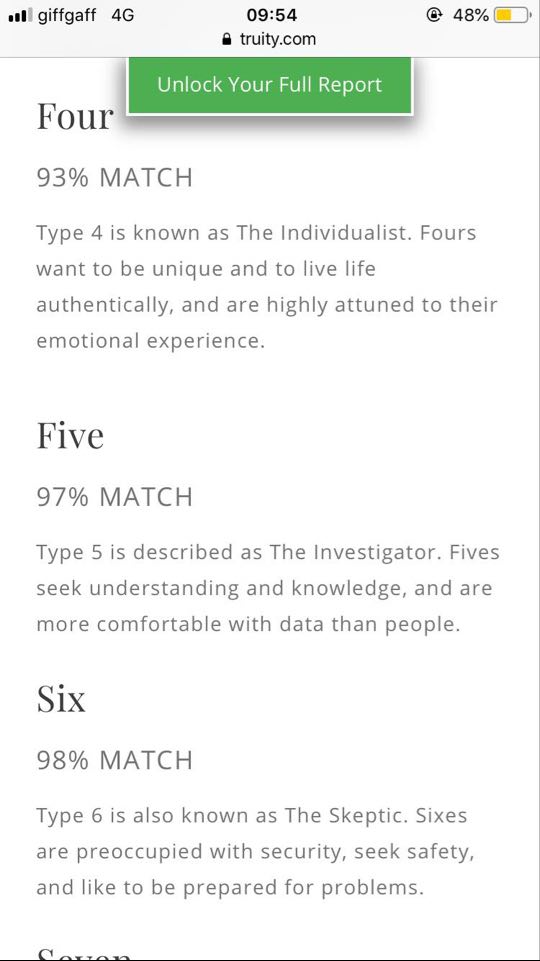 giffgaff 4G 09:54 48%
truity.com
Unlock Your Full Report
Four
93% MATCH
Type 4 is known as The Individualist. Fours
want to be unique and to live life
authentically, and are highly attuned to their
emotional experience.
Five
97% MATCH
Type 5 is described as The Investigator. Fives
seek understanding and knowledge, and are
more comfortable with data than people.
Six
98% MATCH
Type 6 is also known as The Skeptic. Sixes
are preoccupied with security, seek safety,
and like to be prepared for problems.
Seven